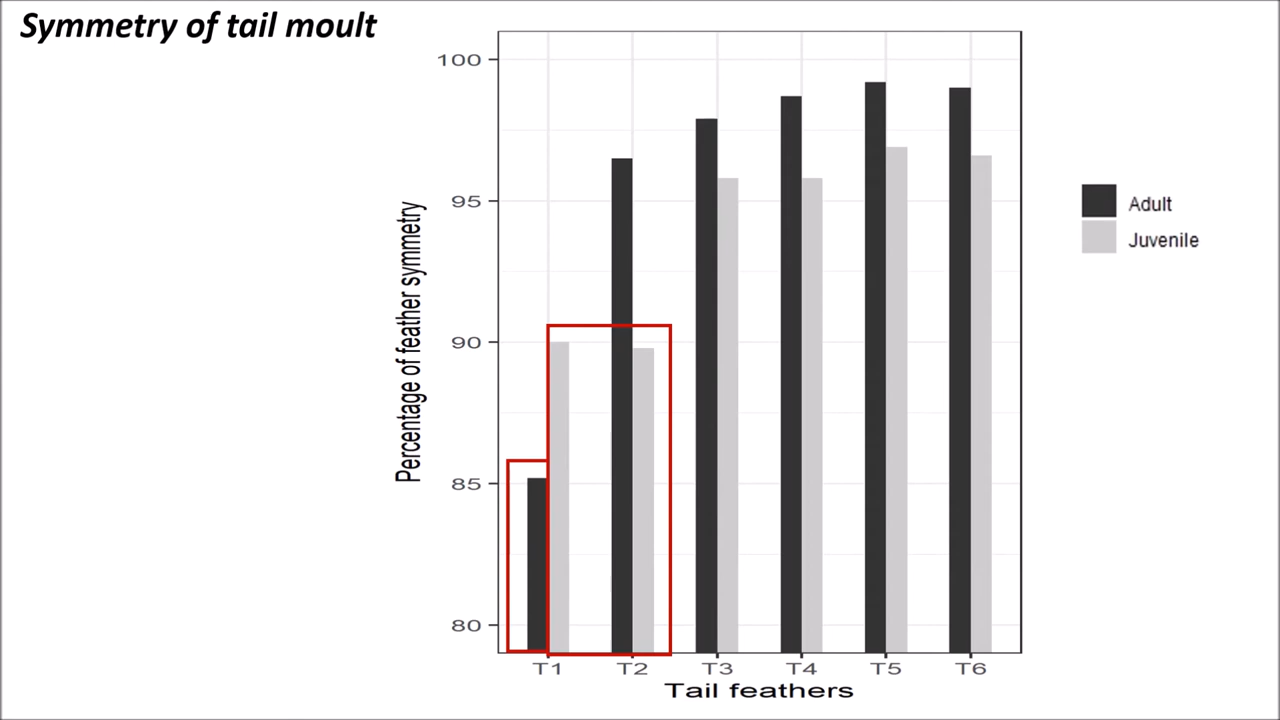 Symmetry of tail moult
100
95
90
85
80
Percentage of feather symmetry
T1 T2 T3 T4 T5 T6
Tail feathers
Adult
Juvenile